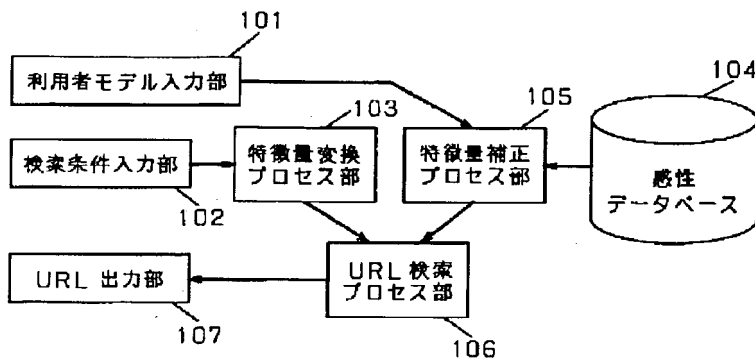 101
利用者モデル入力部
104
103
105
検索条件入力部
特徴量変換
プロセス部
特徴量補正
プロセス部
感性
データベース
102
URL 出力部
URL 検索
プロセス部
107
106